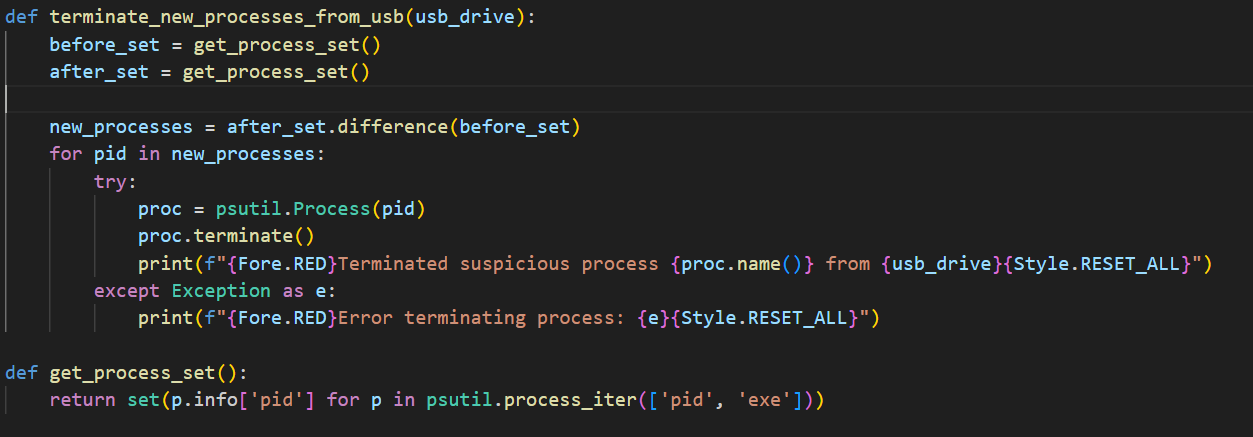 def terminate_new_processes_from_usb(usb_drive):
    before_set = get_process_set()
    after_set = get_process_set()

    new_processes = after_set.difference(before_set)
    for pid in new_processes:
        try:
            proc = psutil.Process(pid)
            proc.terminate()
            print(f"{Fore.RED}Terminated suspicious process {proc.name()} from {usb_drive}{Style.RESET_ALL}")
        except Exception as e:
            print(f"{Fore.RED}Error terminating process: {e}{Style.RESET_ALL}")

def get_process_set():
    return set(p.info['pid'] for p in psutil.process_iter(['pid', 'exe']))